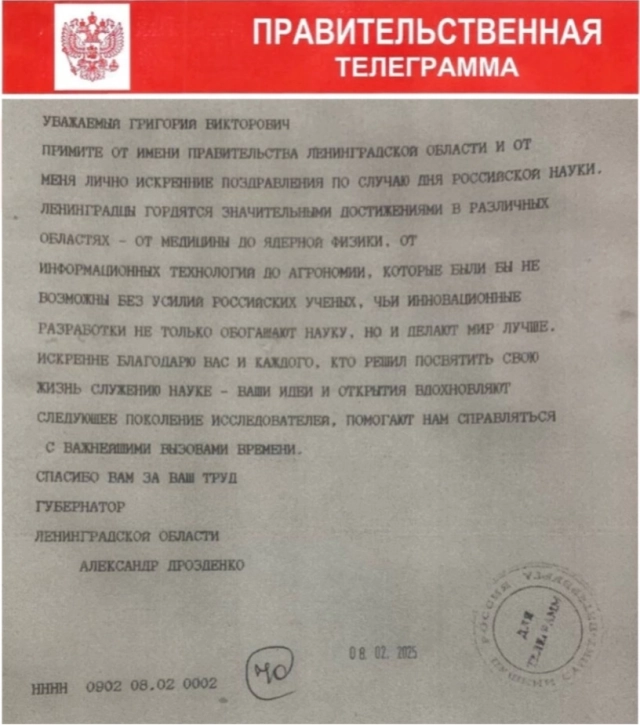 ПРАВИТЕЛЬСТВЕННАЯ
ТЕЛЕГРАММА
УВАЖАЕМЫЙ ГРИГОРИЙ ВИКТОРОВИЧ
ПРИМИТЕ ОТ ИМЕНИ ПРАВИТЕЛЬСТВА ЛЕНИНГРАДСКОЙ ОБЛАСТИ И ОТ
МЕНЯ ЛИЧНО ИСКРЕННИЕ ПОЗДРАВЛЕНИЯ ПО СЛУЧАЮ ДНЯ РОССИЙСКОЙ НАУКИ.
ЛЕНИНГРАДЦЫ ГОРДЯТСЯ ЗНАЧИТЕЛЬНЫМИ ДОСТИЖЕНИЯМИ В РАЗЛИЧНЫХ
ОБЛАСТЯХ - ОТ МЕДИЦИНЫ ДО ЯДЕРНОЙ ФИЗИКИ, ОТ
ИНФОРМАЦИОННЫХ ТЕХНОЛОГИЙ ДО АГРОНОМИИ, КОТОРЫЕ БЫЛИ БЫ НЕ
ВОЗМОЖНЫ БЕЗ УСИЛИЙ РОССИЙСКИХ УЧЕНЫХ, ЧЬИ ИННОВАЦИОННЫЕ
РАЗРАБОТКИ НЕ ТОЛЬКО ОБОГАЩАЮТ НАУКУ, НО И ДЕЛАЮТ МИР ЛУЧШЕ.
ИСКРЕННЕ БЛАГОДАРЮ ВАС И КАЖДОГО, КТО РЕШИЛ ПОСВЯТИТЬ СВОЮ
ЖИЗНЬ СЛУЖЕНИЮ НАУКЕ - ВАШИ ИДЕИ И ОТКРЫТИЯ ВДОХНОВЛЯЮТ
СЛЕДУЮЩЕЕ ПОКОЛЕНИЕ ИССЛЕДОВАТЕЛЕЙ, ПОМОГАЮТ НАМ СПРАВЛЯТЬСЯ
С ВАЖНЕЙШИМИ ВЫЗОВАМИ ВРЕМЕНИ.
СПАСИБО ВАМ ЗА ВАШ ТРУД
ГУБЕРНАТОР
ЛЕНИНГРАДСКОЙ ОБЛАСТИ
АЛЕКСАНДР ДРОЗДЕНКО
08. 02. 2025
РОССИЯ
ДЛЯ
ТЕЛЕГРАММ
НННН 0902 08.02 0002
40